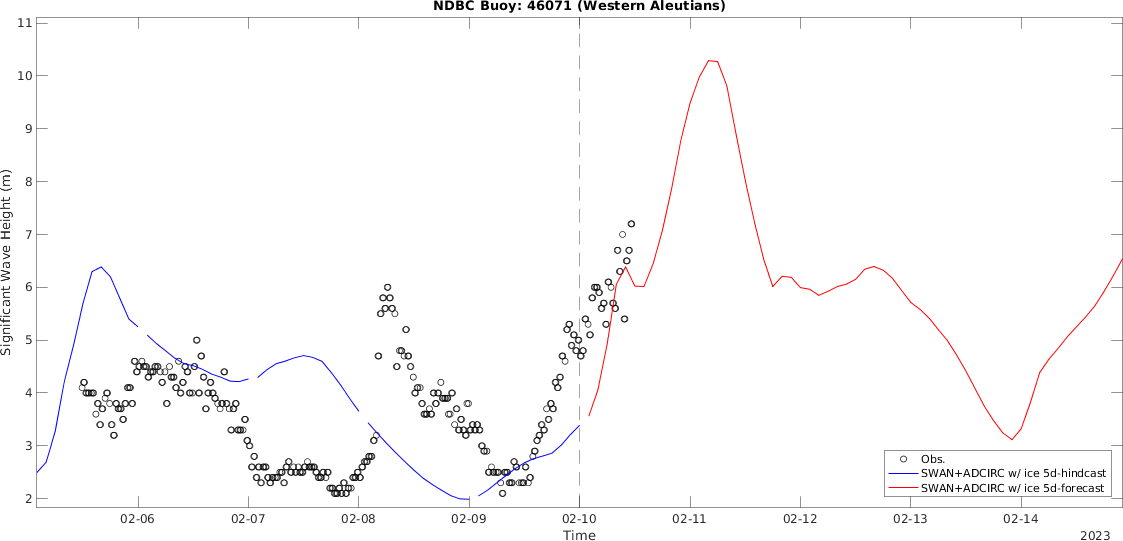 NDBC Buoy: 46071 (Western Aleutians)
11
10
9
8
7
6
5
4
3
2
Significant Wave Height (m)
Obs.
SWAN+ADCIRC w/ ice 5d-hindcast
SWAN+ADCIRC w/ ice 5d-forecast
02-06 02-07 02-08 02-09 02-10 02-11 02-12 02-13 02-14
Time
2023